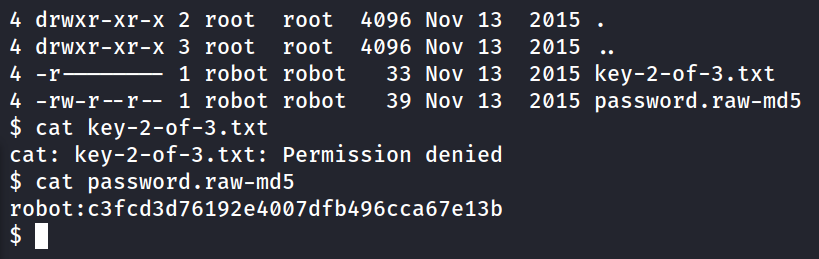 4 drwxr-xr-x 2 root  root  4096 Nov 13  2015 .
4 drwxr-xr-x 3 root  root  4096 Nov 13  2015 ..
4 -r-------- 1 robot robot   33 Nov 13  2015 key-2-of-3.txt
4 -rw-r--r-- 1 robot robot   39 Nov 13  2015 password.raw-md5
$ cat key-2-of-3.txt
cat: key-2-of-3.txt: Permission denied
$ cat password.raw-md5
robot:c3fcd3d76192e4007dfb496cca67e13b
$